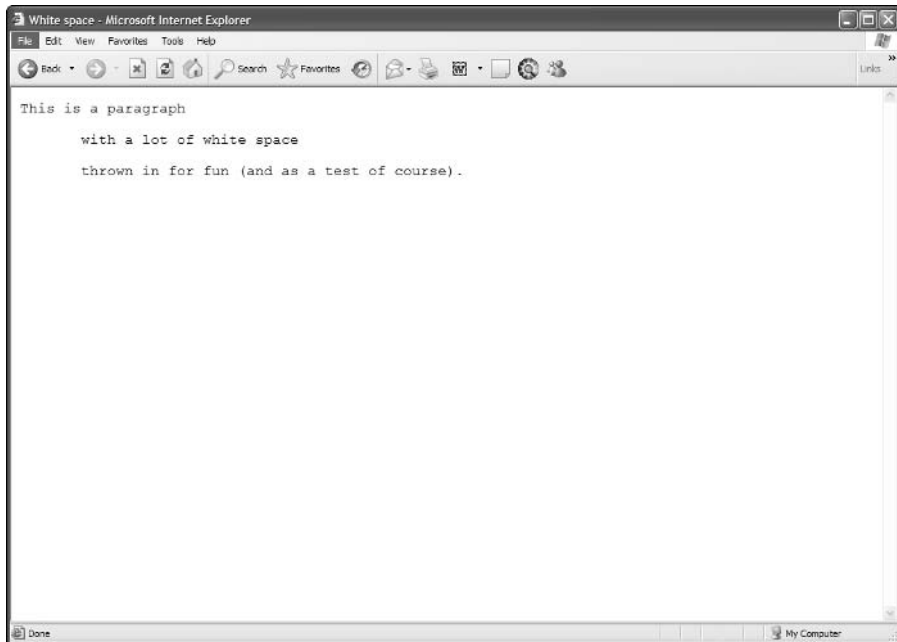 White space - Microsoft Internet Explorer
File Edit View Favorites Tools Help
Back Search Favorites Links »
This is a paragraph
with a lot of white space
thrown in for fun (and as a test of course).
Done My Computer